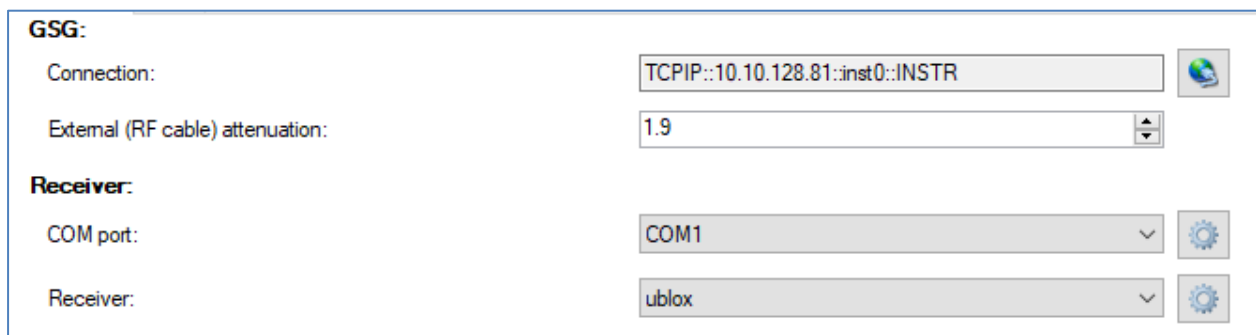 GSG:
Connection: TCPIP::10.10.128.81::inst0::INSTR
External (RF cable) attenuation: 1.9
Receiver:
COM port: COM1
Receiver: ublox